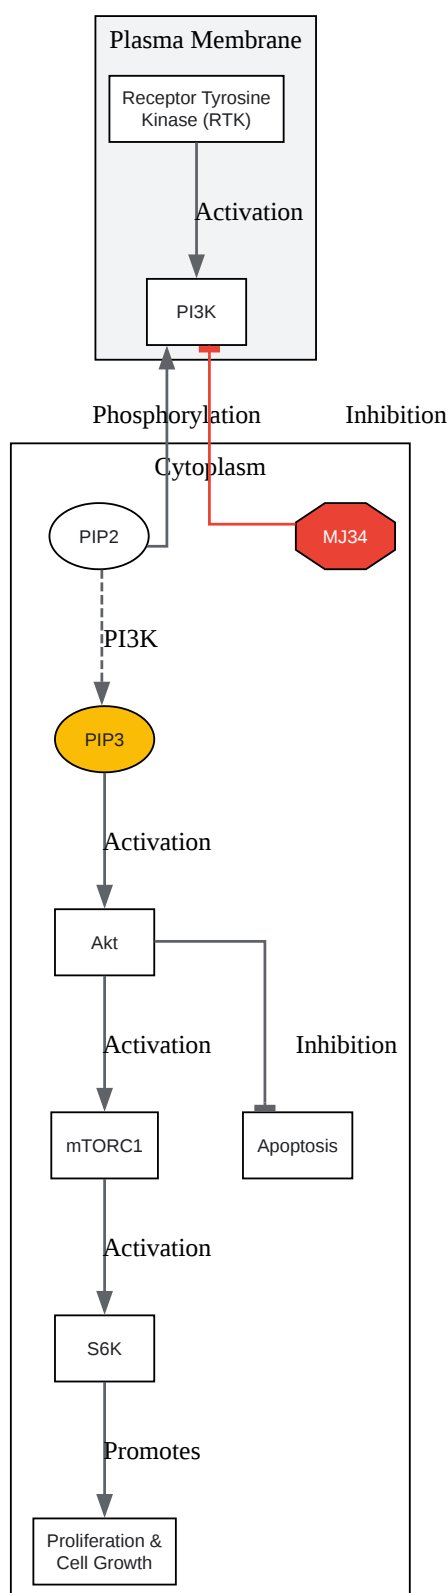 Plasma Membrane
Receptor Tyrosine
Kinase (RTK)
Activation
PI3K
Phosphorylation
Inhibition
Cytoplasm
PIP2
MJ34
PI3K
PIP3
Activation
Akt
Activation
Inhibition
mTORC1
Apoptosis
Activation
S6K
Promotes
Proliferation &
Cell Growth